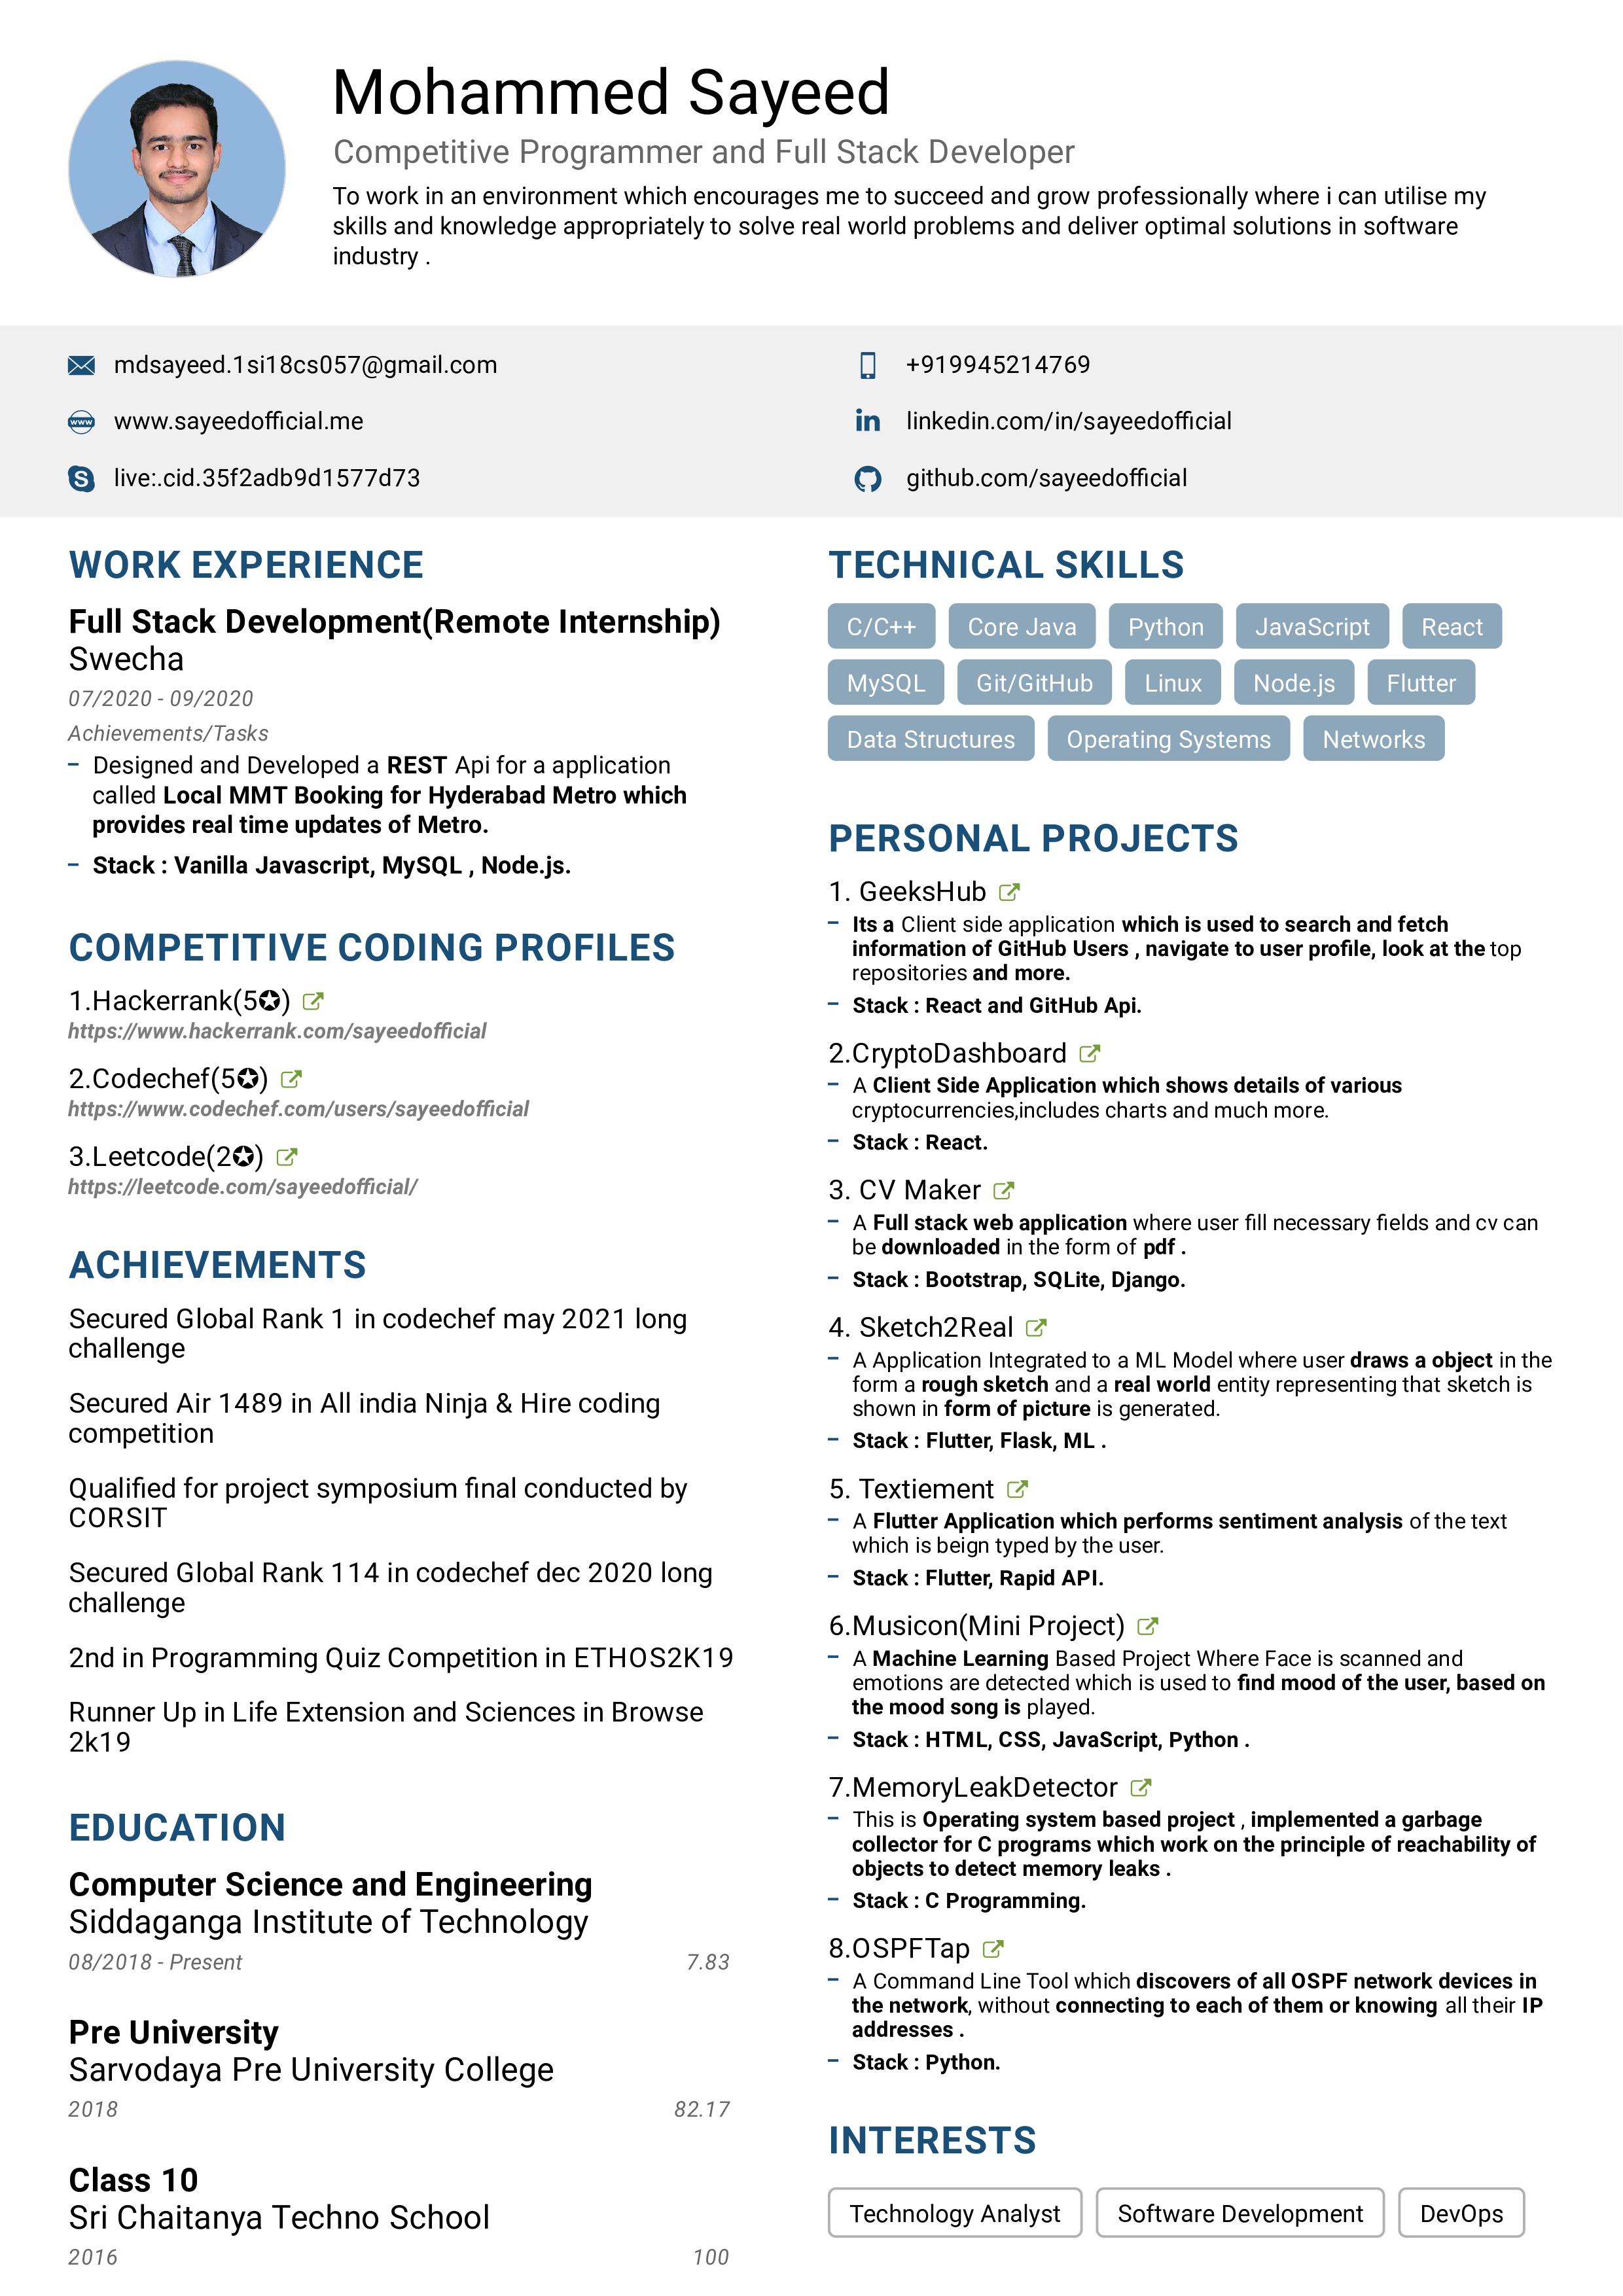 Mohammed Sayeed
Competitive Programmer and Full Stack Developer
To work in an environment which encourages me to succeed and grow professionally where i can utilise my
skills and knowledge appropriately to solve real world problems and deliver optimal solutions in software
industry .
mdsayeed.1si18cs057@gmail.com
+919945214769
www.sayeedofficial.me
linkedin.com/in/sayeedofficial
live:.cid.35f2adb9d1577d73
github.com/sayeedofficial
WORK EXPERIENCE
Full Stack Development(Remote Internship)
Swecha
07/2020 - 09/2020
Achievements/Tasks
– Designed and Developed a REST Api for a application
called Local MMT Booking for Hyderabad Metro which
provides real time updates of Metro.
– Stack : Vanilla Javascript, MySQL , Node.js.
COMPETITIVE CODING PROFILES
1.Hackerrank(5✪)
https://www.hackerrank.com/sayeedofficial
2.Codechef(5✪)
https://www.codechef.com/users/sayeedofficial
3.Leetcode(2✪)
https://leetcode.com/sayeedofficial/
ACHIEVEMENTS
Secured Global Rank 1 in codechef may 2021 long
challenge
Secured Air 1489 in All india Ninja & Hire coding
competition
Qualified for project symposium final conducted by
CORSIT
Secured Global Rank 114 in codechef dec 2020 long
challenge
2nd in Programming Quiz Competition in ETHOS2K19
Runner Up in Life Extension and Sciences in Browse
2k19
EDUCATION
Computer Science and Engineering
Siddaganga Institute of Technology
08/2018 - Present 7.83
Pre University
Sarvodaya Pre University College
2018 82.17
Class 10
Sri Chaitanya Techno School
2016 100
TECHNICAL SKILLS
C/C++ Core Java Python JavaScript React
MySQL Git/GitHub Linux Node.js Flutter
Data Structures Operating Systems Networks
PERSONAL PROJECTS
1. GeeksHub
– Its a Client side application which is used to search and fetch
information of GitHub Users , navigate to user profile, look at the top
repositories and more.
– Stack : React and GitHub Api.
2.CryptoDashboard
– A Client Side Application which shows details of various
cryptocurrencies,includes charts and much more.
– Stack : React.
3. CV Maker
– A Full stack web application where user fill necessary fields and cv can
be downloaded in the form of pdf .
– Stack : Bootstrap, SQLite, Django.
4. Sketch2Real
– A Application Integrated to a ML Model where user draws a object in the
form a rough sketch and a real world entity representing that sketch is
shown in form of picture is generated.
– Stack : Flutter, Flask, ML .
5. Textiement
– A Flutter Application which performs sentiment analysis of the text
which is beign typed by the user.
– Stack : Flutter, Rapid API.
6.Musicon(Mini Project)
– A Machine Learning Based Project Where Face is scanned and
emotions are detected which is used to find mood of the user, based on
the mood song is played.
– Stack : HTML, CSS, JavaScript, Python .
7.MemoryLeakDetector
– This is Operating system based project , implemented a garbage
collector for C programs which work on the principle of reachability of
objects to detect memory leaks .
– Stack : C Programming.
8.OSPFTap
– A Command Line Tool which discovers of all OSPF network devices in
the network, without connecting to each of them or knowing all their IP
addresses .
– Stack : Python.
INTERESTS
Technology Analyst Software Development DevOps